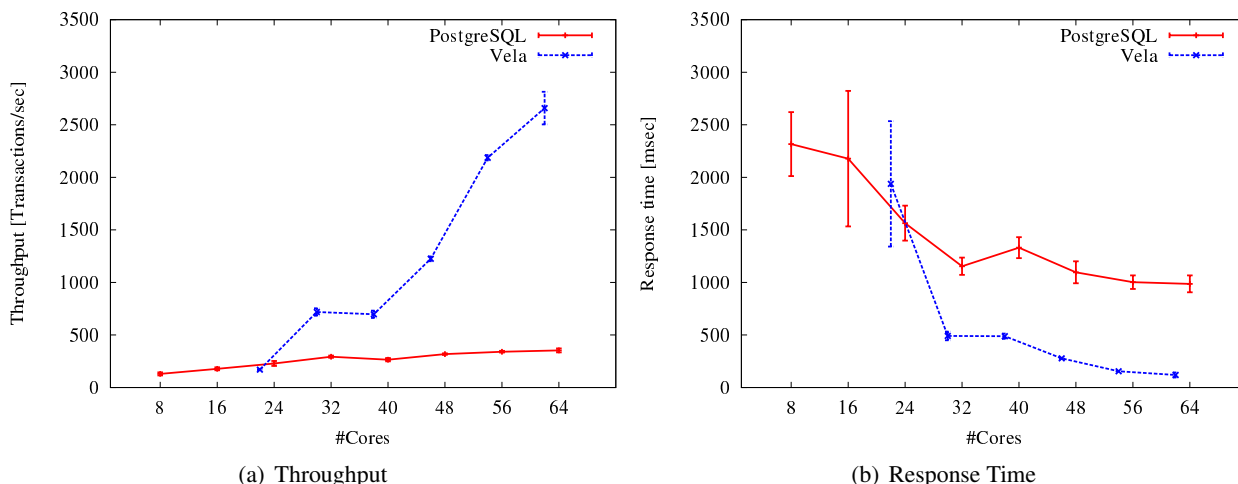 3500
3000
2500
2000
1500
1000
500
0
Throughput [Transactions/sec]
PostgreSQL
Vela
8 16 24 32 40 48 56 64
#Cores
(a) Throughput
3500
3000
2500
2000
1500
1000
500
0
Response time [msec]
PostgreSQL
Vela
8 16 24 32 40 48 56 64
#Cores
(b) Response Time